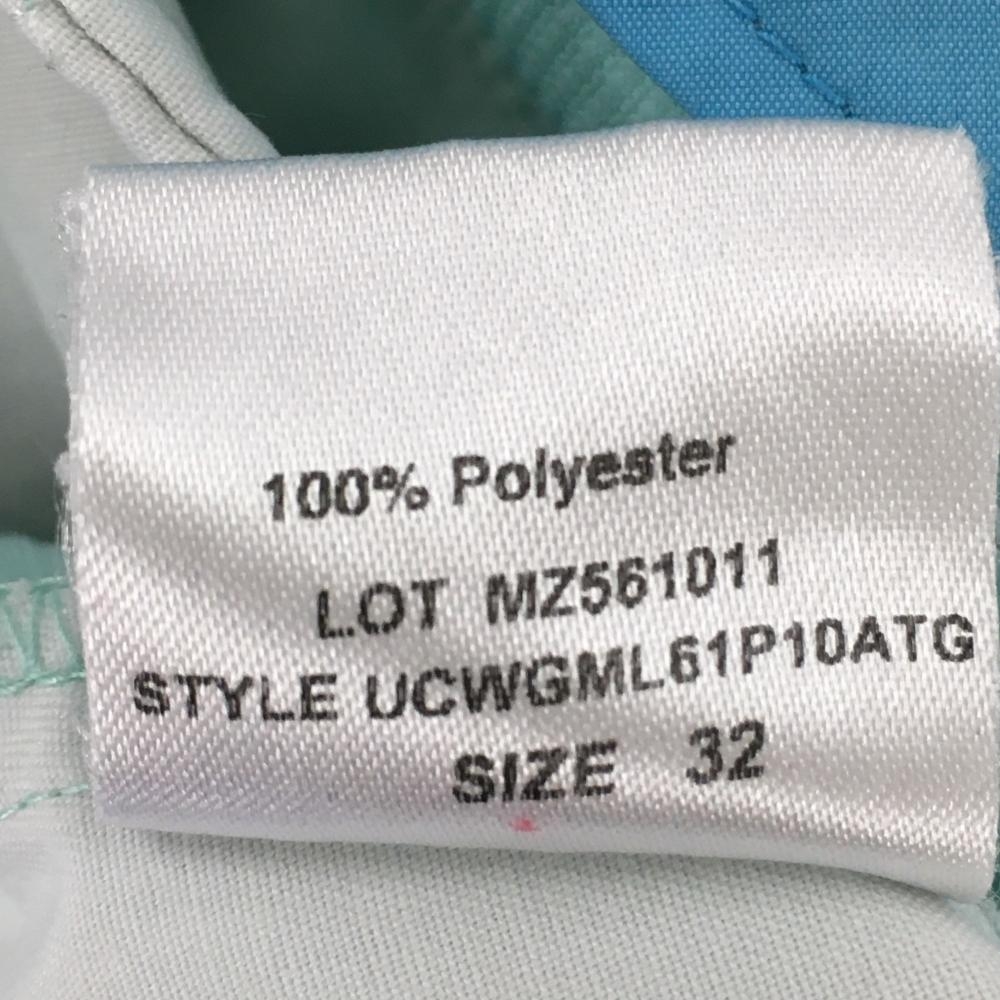 100% Polyester
LOT MZ561011
STYLE UCWGML61P10ATG
SIZE 32